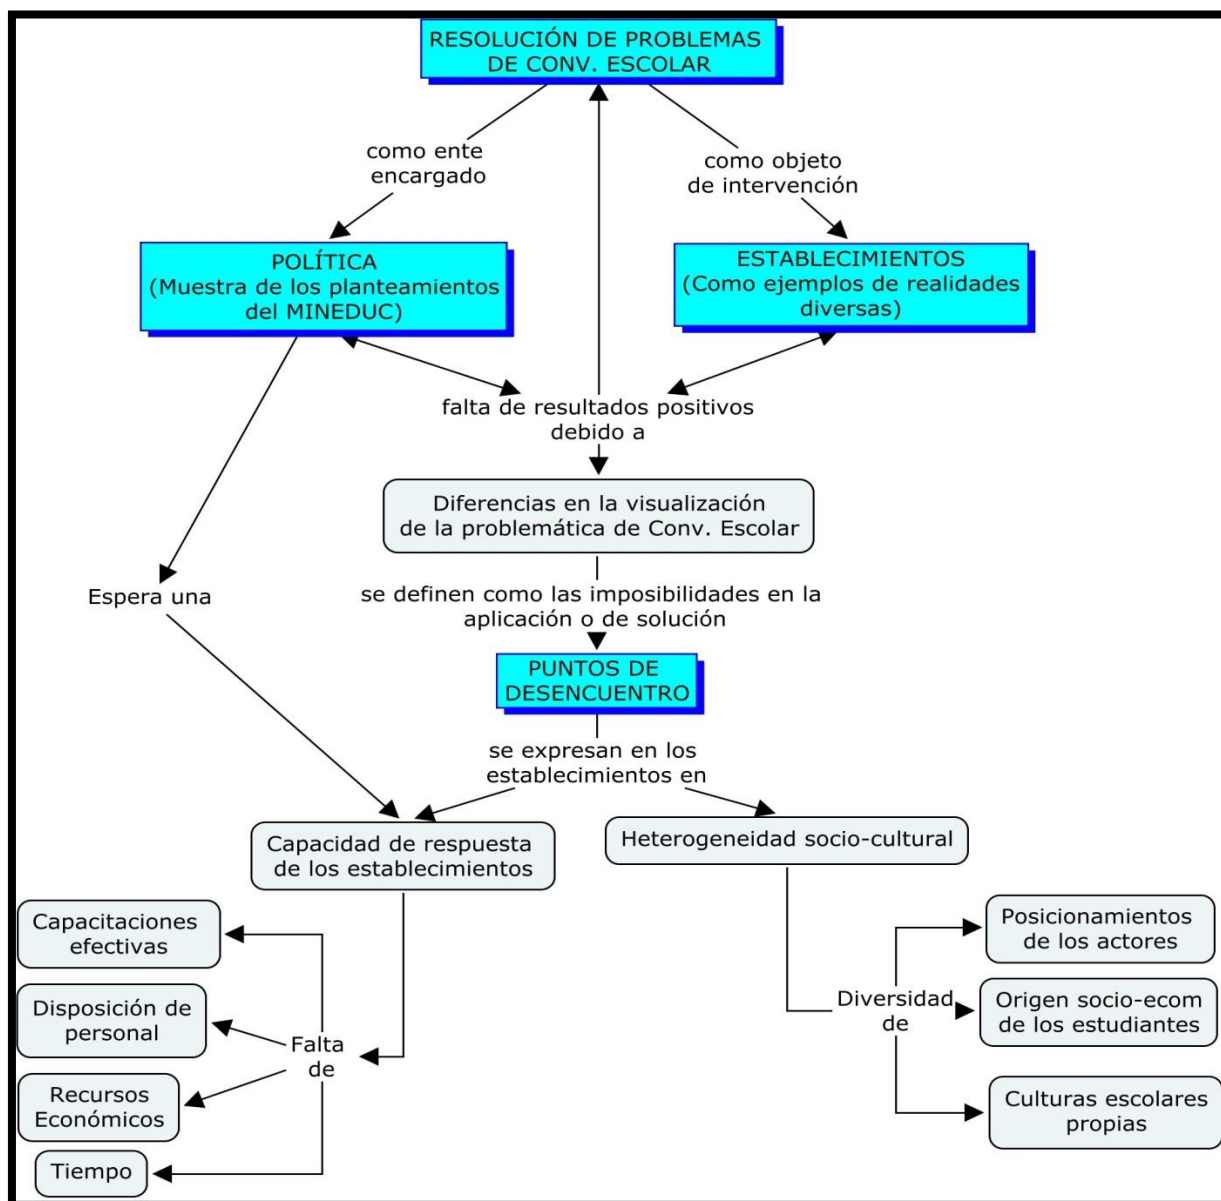 RESOLUCIÓN DE PROBLEMAS
DE CONV. ESCOLAR
como ente
encargado
como objeto
de intervención
POLÍTICA
(Muestra de los planteamientos
del MINEDUC)
ESTABLECIMIENTOS
(Como ejemplos de realidades
diversas)
falta de resultados positivos
debido a
Diferencias en la visualización
de la problemática de Conv. Escolar
Espera una
se definen como las imposibilidades en la
aplicación o de solución
PUNTOS DE
DESENCUENTRO
se expresan en los
establecimientos en
Capacidad de respuesta
de los establecimientos
Heterogeneidad socio-cultural
Capacitaciones
efectivas
Disposición de
personal
Recursos
Económicos
Tiempo
Falta
de
Diversidad
de
Posicionamientos
de los actores
Origen socio-ecom
de los estudiantes
Culturas escolares
propias